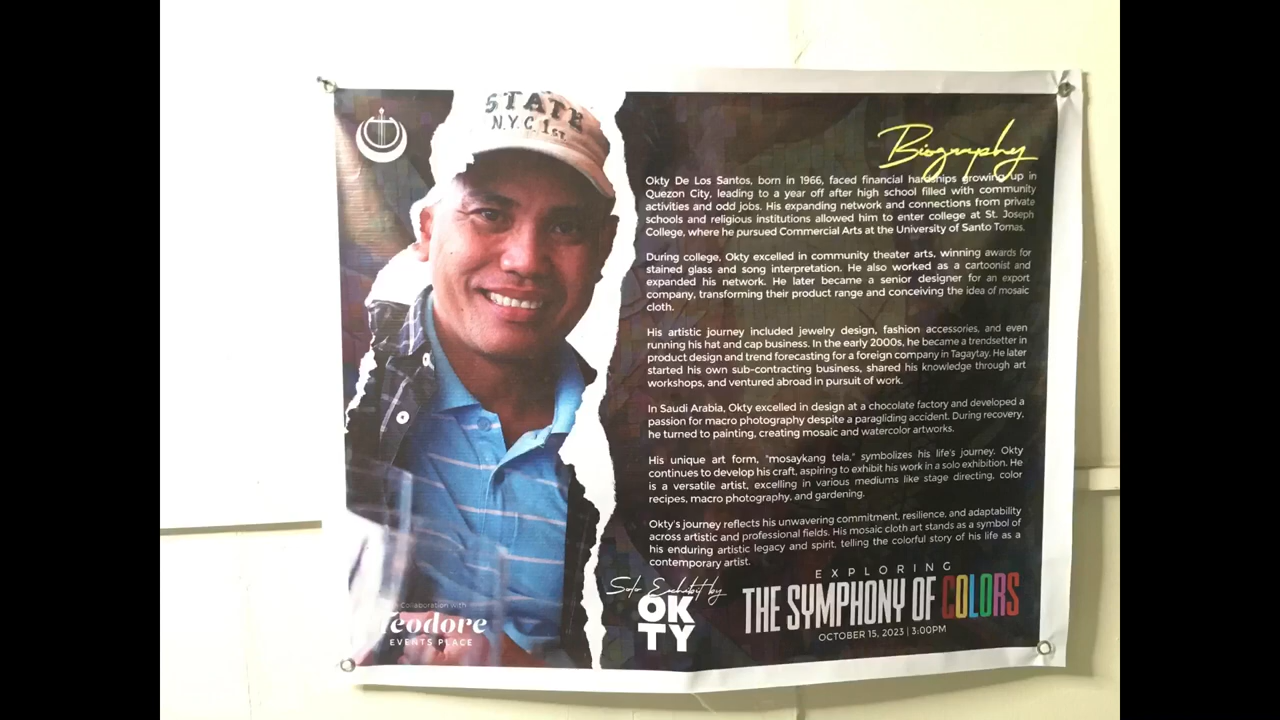 STATE
N.Y.C. 1ST
Biography
Okty De Los Santos, born in 1966, faced financial hardships growing up in
Quezon City, leading to a year off after high school filled with community
activities and odd jobs. His expanding network and connections from private
schools and religious institutions allowed him to enter college at St. Joseph
College, where he pursued Commercial Arts at the University of Santo Tomas.
During college, Okty excelled in community theater arts, winning awards for
stained glass and song interpretation. He also worked as a cartoonist and
expanded his network. He later became a senior designer for an export
company, transforming their product range and conceiving the idea of mosaic
cloth.
His artistic journey included jewelry design, fashion accessories, and even
running his hat and cap business. In the early 2000s, he became a trendsetter in
product design and trend forecasting for a foreign company in Tagaytay. He later
started his own sub-contracting business, shared his knowledge through art
workshops, and ventured abroad in pursuit of work.
In Saudi Arabia, Okty excelled in design at a chocolate factory and developed a
passion for macro photography despite a paragliding accident. During recovery,
he turned to painting, creating mosaic and watercolor artworks.
His unique art form, "mosaykang tela," symbolizes his life's journey. Okty
continues to develop his craft, aspiring to exhibit his work in a solo exhibition. He
is a versatile artist, excelling in various mediums like stage directing, color
recipes, macro photography, and gardening.
Okty's journey reflects his unwavering commitment, resilience, and adaptability
across artistic and professional fields. His mosaic cloth art stands as a symbol of
his enduring artistic legacy and spirit, telling the colorful story of his life as a
contemporary artist.
Collaboration with
Teodore
EVENTS PLACE
Solo Exchibit by
OK
TY
EXPLORING
THE SYMPHONY OF COLORS
OCTOBER 15, 2023 | 3:00PM